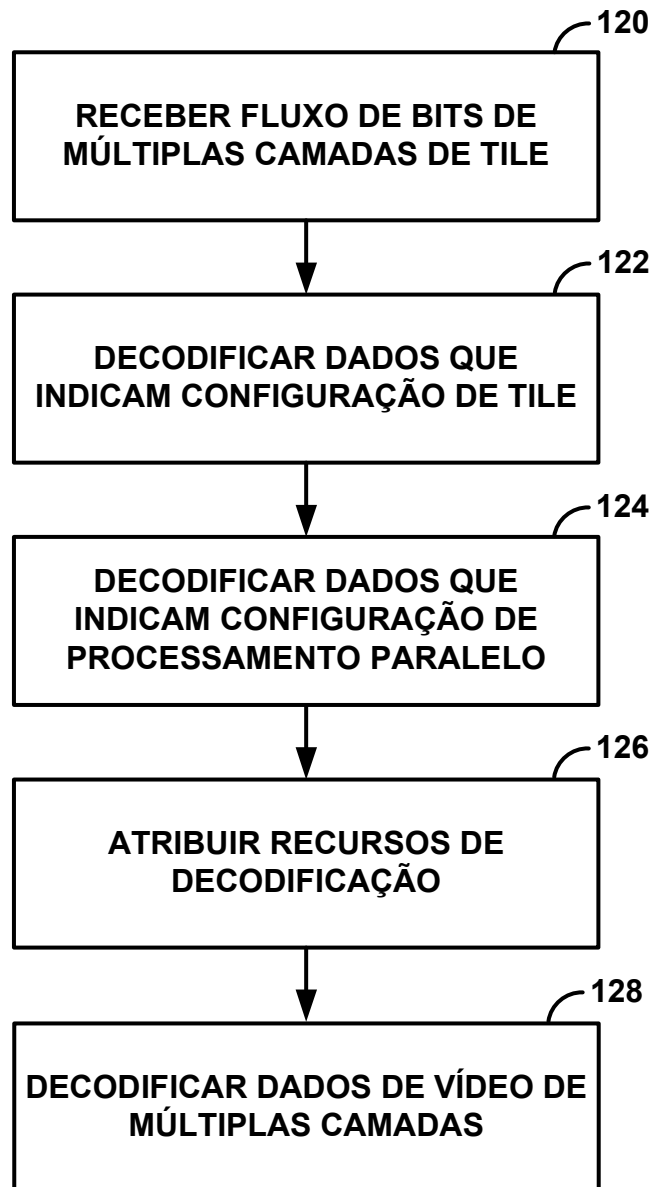 120
RECEBER FLUXO DE BITS DE
MÚLTIPLAS CAMADAS DE TILE
122
DECODIFICAR DADOS QUE
INDICAM CONFIGURAÇÃO DE TILE
124
DECODIFICAR DADOS QUE
INDICAM CONFIGURAÇÃO DE
PROCESSAMENTO PARALELO
126
ATRIBUIR RECURSOS DE
DECODIFICAÇÃO
128
DECODIFICAR DADOS DE VÍDEO DE
MÚLTIPLAS CAMADAS